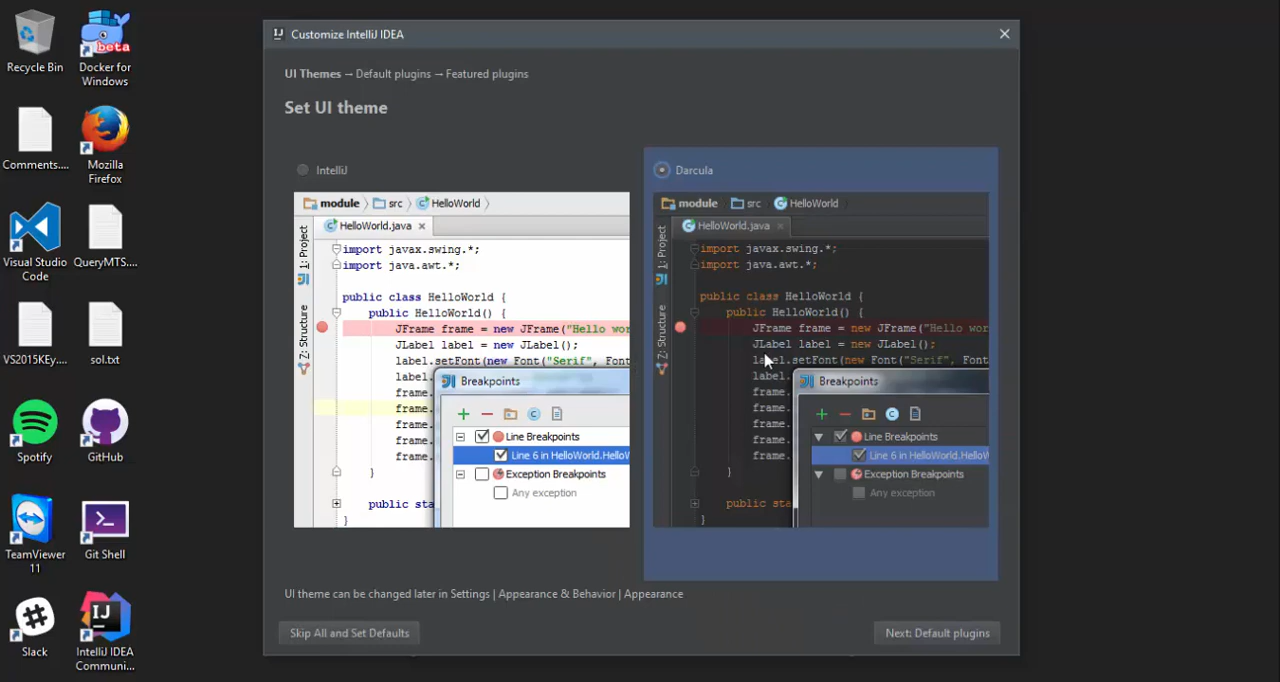 Recycle Bin
Docker for
Windows
beta
Comments....
Mozilla
Firefox
Visual Studio
Code
QueryMTS....
VS2015KEy....
sol.txt
Spotify
GitHub
TeamViewer
11
Git Shell
Slack
IntelliJ IDEA
Communi...
Customize IntelliJ IDEA
UI Themes → Default plugins → Featured plugins
Set UI theme
IntelliJ
module src HelloWorld
HelloWorld.java
1: Project
7: Structure
import javax.swing.*;
import java.awt.*;
public class HelloWorld {
public HelloWorld() {
JFrame frame = new JFrame("Hello wor
JLabel label = new JLabel();
label.setFont(new Font("Serif", Font
label.
frame.
frame.
frame.
frame.
frame.
}
public sta
}
Breakpoints
Line Breakpoints
Line 6 in HelloWorld.HelloW
Exception Breakpoints
Any exception
Darcula
module src HelloWorld
HelloWorld.java
1: Project
7: Structure
import javax.swing.*;
import java.awt.*;
public class HelloWorld {
public HelloWorld() {
JFrame frame = new JFrame("Hello wor
JLabel label = new JLabel();
label.setFont(new Font("Serif", Font
label.
frame.
frame.
frame.
frame.
frame.
}
public sta
}
Breakpoints
Line Breakpoints
Line 6 in HelloWorld.HelloW
Exception Breakpoints
Any exception
UI theme can be changed later in Settings | Appearance & Behavior | Appearance
Skip All and Set Defaults
Next: Default plugins